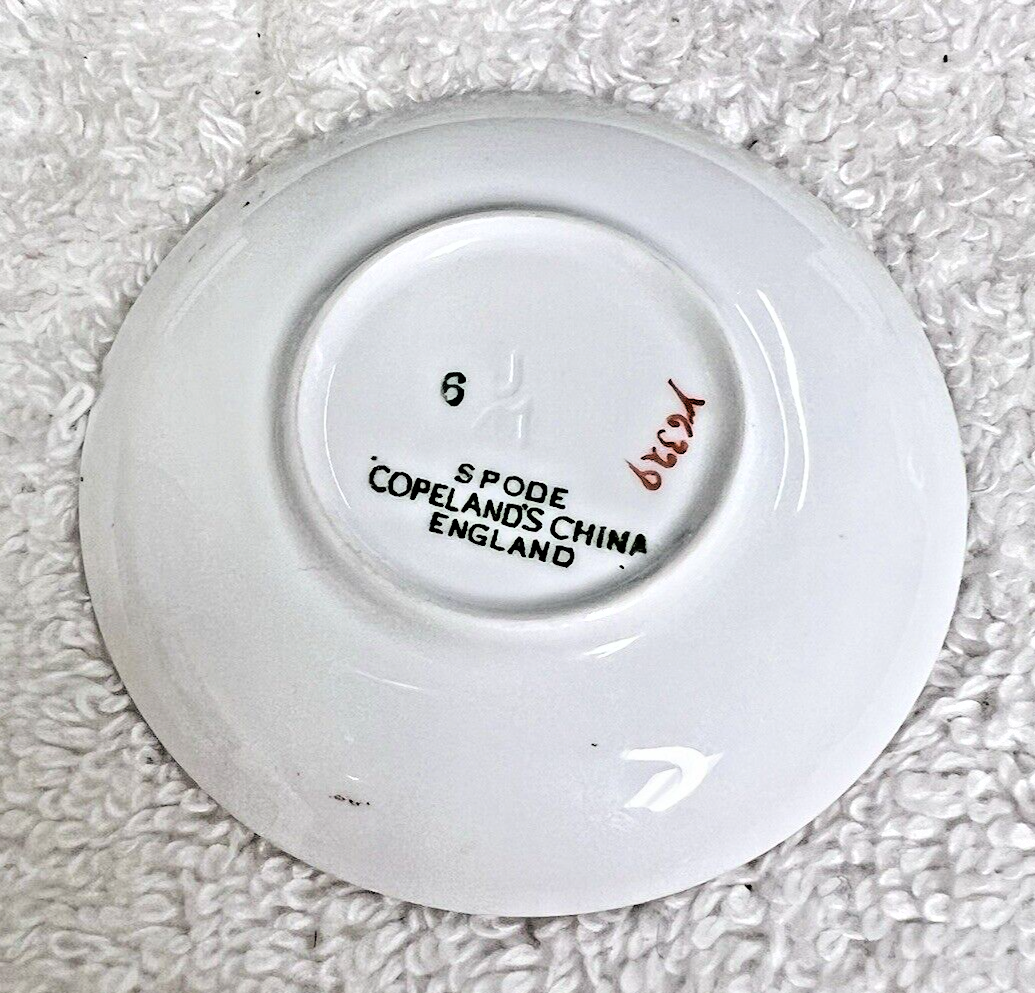 6
SPODE
COPELAND'S CHINA
ENGLAND
Y6329